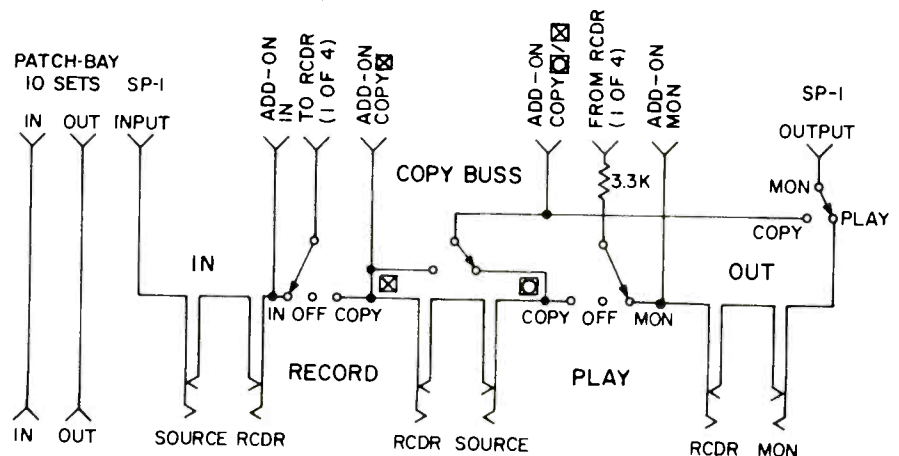 PATCH-BAY
10 SETS
IN OUT
SP-1
INPUT
ADD-ON
IN
TO RCDR
(1 OF 4)
ADD-ON
COPY☒
ADD-ON
COPY◘/☒
FROM RCDR
(1 OF 4)
ADD-ON
MON
SP-1
OUTPUT
COPY BUSS
3.3K
MON
PLAY
COPY
IN
OUT
IN OFF COPY
☒
◘
COPY OFF MON
RECORD
PLAY
IN OUT
SOURCE RCDR
RCDR SOURCE
RCDR MON